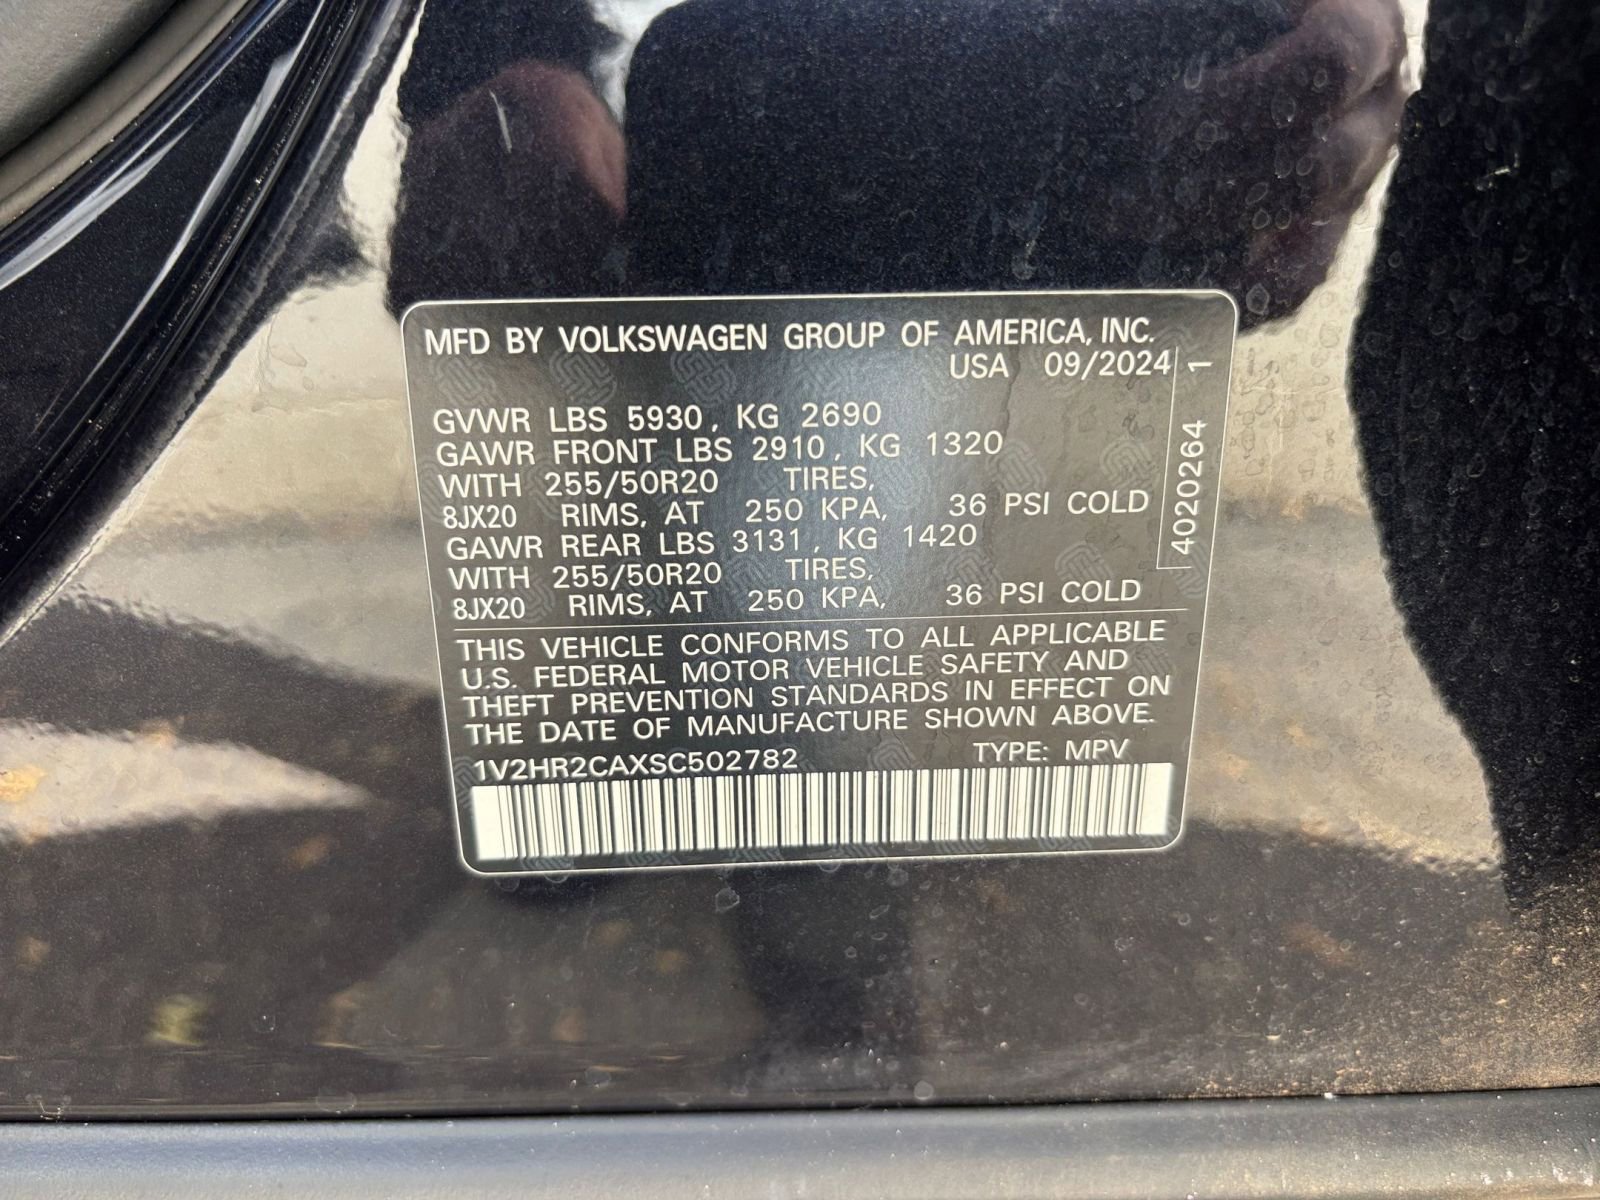 MFD BY VOLKSWAGEN GROUP OF AMERICA, INC.
USA 09/2024
GVWR LBS 5930, KG 2690
GAWR FRONT LBS 2910, KG 1320
WITH 255/50R20 TIRES,
8JX20 RIMS, AT 250 KPA, 36 PSI COLD
GAWR REAR LBS 3131, KG 1420
WITH 255/50R20 TIRES,
8JX20 RIMS, AT 250 KPA, 36 PSI COLD
4020264 1
THIS VEHICLE CONFORMS TO ALL APPLICABLE
U.S. FEDERAL MOTOR VEHICLE SAFETY AND
THEFT PREVENTION STANDARDS IN EFFECT ON
THE DATE OF MANUFACTURE SHOWN ABOVE.
1V2HR2CAXSC502782 TYPE: MPV